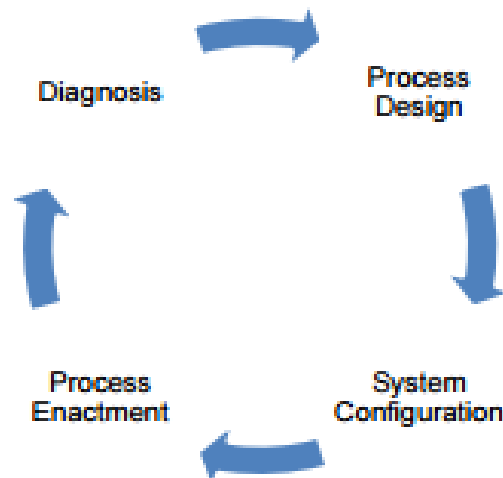 Diagnosis
Process
Design
Process
Enactment
System
Configuration